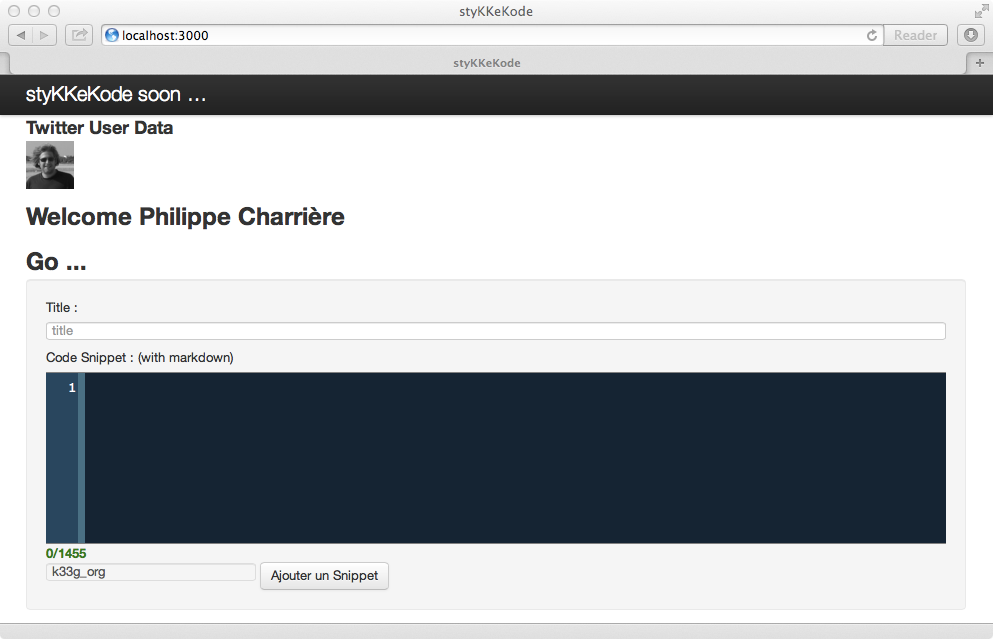 styKKeKode
localhost:3000
Reader
styKKeKode
+
styKKeKode soon ...
Twitter User Data
Welcome Philippe Charrière
Go ...
Title :
title
Code Snippet : (with markdown)
1
0/1455
k33g_org
Ajouter un Snippet